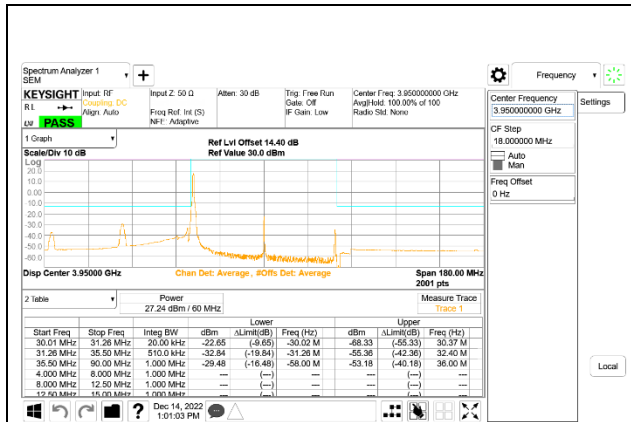 Spectrum Analyzer 1
SEM
Frequency
KEYSIGHT Input: RF Input Z: 50 Ω Atten: 30 dB Trig: Free Run Center Freq: 3.950000000 GHz
RL Coupling: DC Gate: Off Avg|Hold: 100.00% of 100
Align: Auto Freq Ref: Int (S) IF Gain: Low Radio Std: None
LXI PASS NFE: Adaptive
Center Frequency
3.950000000 GHz
Settings
CF Step
18.000000 MHz
Auto
Man
Freq Offset
0 Hz
1 Graph
Ref Lvl Offset 14.40 dB
Scale/Div 10 dB Ref Value 30.0 dBm
Log
20.0
10.0
0.00
-10.0
-20.0
-30.0
-40.0
-50.0
-60.0
Disp Center 3.95000 GHz Chan Det: Average , #Offs Det: Average Span 180.00 MHz
2001 pts
2 Table Power Measure Trace
27.24 dBm / 60 MHz Trace 1
Lower Upper
Start Freq Stop Freq Integ BW dBm ΔLimit(dB) Freq (Hz) dBm ΔLimit(dB) Freq (Hz)
30.01 MHz 31.26 MHz 20.00 kHz -22.65 (-9.65) -30.02 M -68.33 (-55.33) 30.37 M
31.26 MHz 35.50 MHz 510.0 kHz -32.84 (-19.84) -31.26 M -55.36 (-42.36) 32.40 M
35.50 MHz 90.00 MHz 1.000 MHz -29.48 (-16.48) -58.00 M -53.18 (-40.18) 36.00 M
4.000 MHz 8.000 MHz 1.000 MHz --- (---) --- --- (---) ---
8.000 MHz 12.50 MHz 1.000 MHz --- (---) --- --- (---) ---
12.50 MHz 15.00 MHz 1.000 MHz --- (---) --- --- (---) ---
Local
? Dec 14, 2022
1:01:03 PM